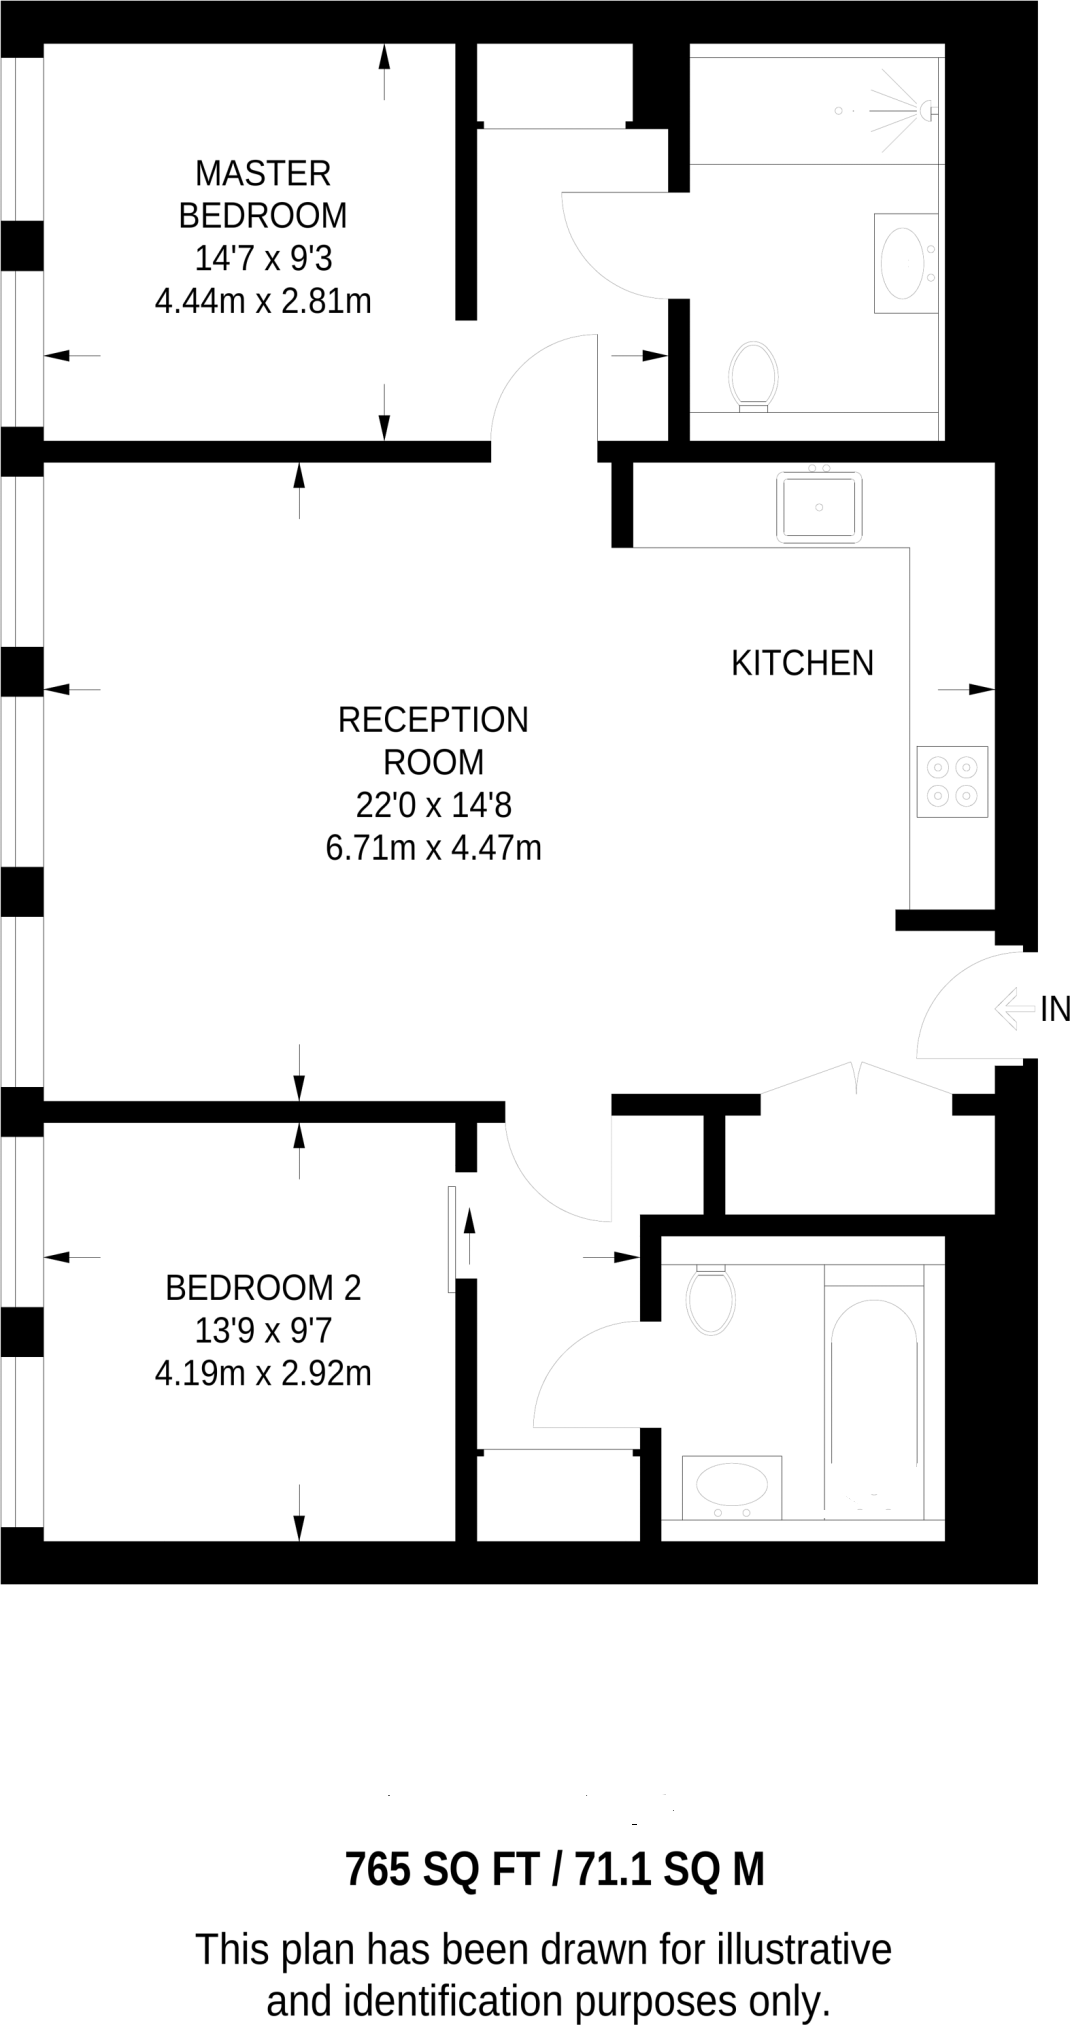 MASTER
BEDROOM
14'7 x 9'3
4.44m x 2.81m
KITCHEN
RECEPTION
ROOM
22'0 x 14'8
6.71m x 4.47m
IN
BEDROOM 2
13'9 x 9'7
4.19m x 2.92m
765 SQ FT / 71.1 SQ M
This plan has been drawn for illustrative
and identification purposes only.